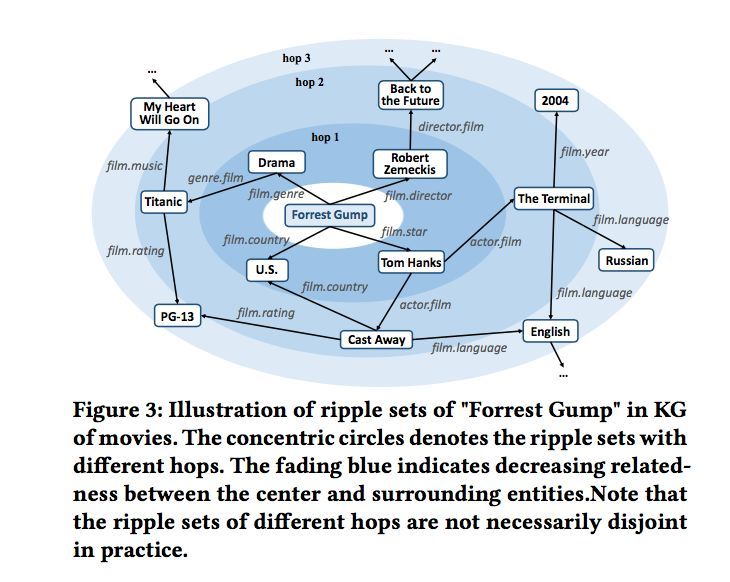 ...
...
...
hop 3
hop 2
hop 1
My Heart
Will Go On
Back to
the Future
2004
director.film
film.music
genre.film
Drama
Robert
Zemeckis
film.year
film.genre
film.director
Titanic
Forrest Gump
The Terminal
film.country
film.star
film.language
film.rating
actor.film
U.S.
Tom Hanks
Russian
film.country
film.language
PG-13
film.rating
actor.film
Cast Away
film.language
English
...
Figure 3: Illustration of ripple sets of "Forrest Gump" in KG
of movies. The concentric circles denotes the ripple sets with
different hops. The fading blue indicates decreasing related-
ness between the center and surrounding entities.Note that
the ripple sets of different hops are not necessarily disjoint
in practice.